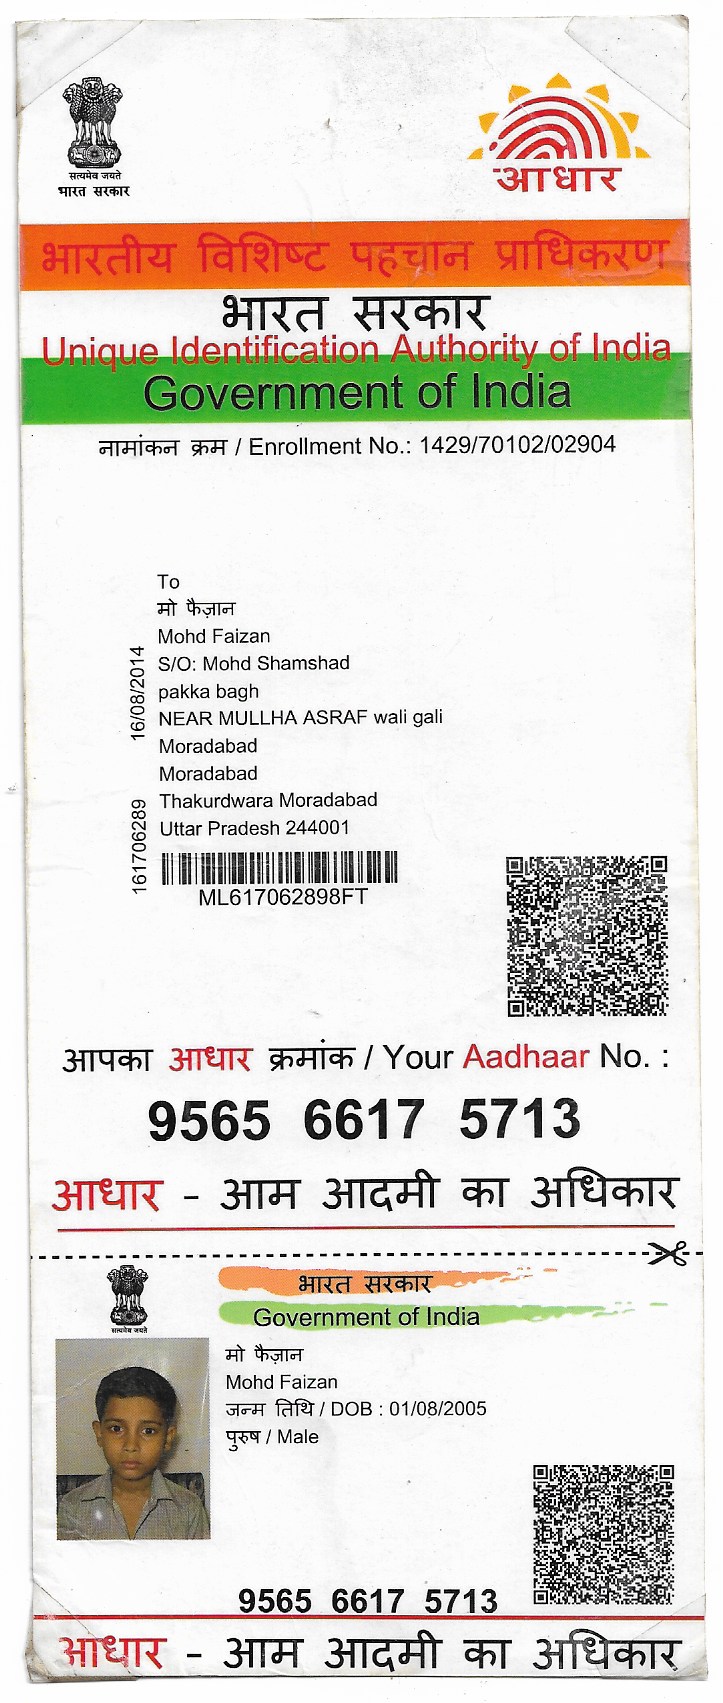 सत्यमेव जयते
भारत सरकार
आधार
भारतीय विशिष्ट पहचान प्राधिकरण
भारत सरकार
Unique Identification Authority of India
Government of India
नामांकन क्रम / Enrollment No.: 1429/70102/02904
To
मो फैज़ान
Mohd Faizan
S/O: Mohd Shamshad
pakka bagh
NEAR MULLHA ASRAF wali gali
Moradabad
Moradabad
Thakurdwara Moradabad
Uttar Pradesh 244001
16/08/2014
161706289
ML617062898FT
आपका आधार क्रमांक / Your Aadhaar No. :
9565 6617 5713
आधार - आम आदमी का अधिकार
सत्यमेव जयते
भारत सरकार
Government of India
मो फैज़ान
Mohd Faizan
जन्म तिथि / DOB : 01/08/2005
पुरुष / Male
9565 6617 5713
आधार - आम आदमी का अधिकार